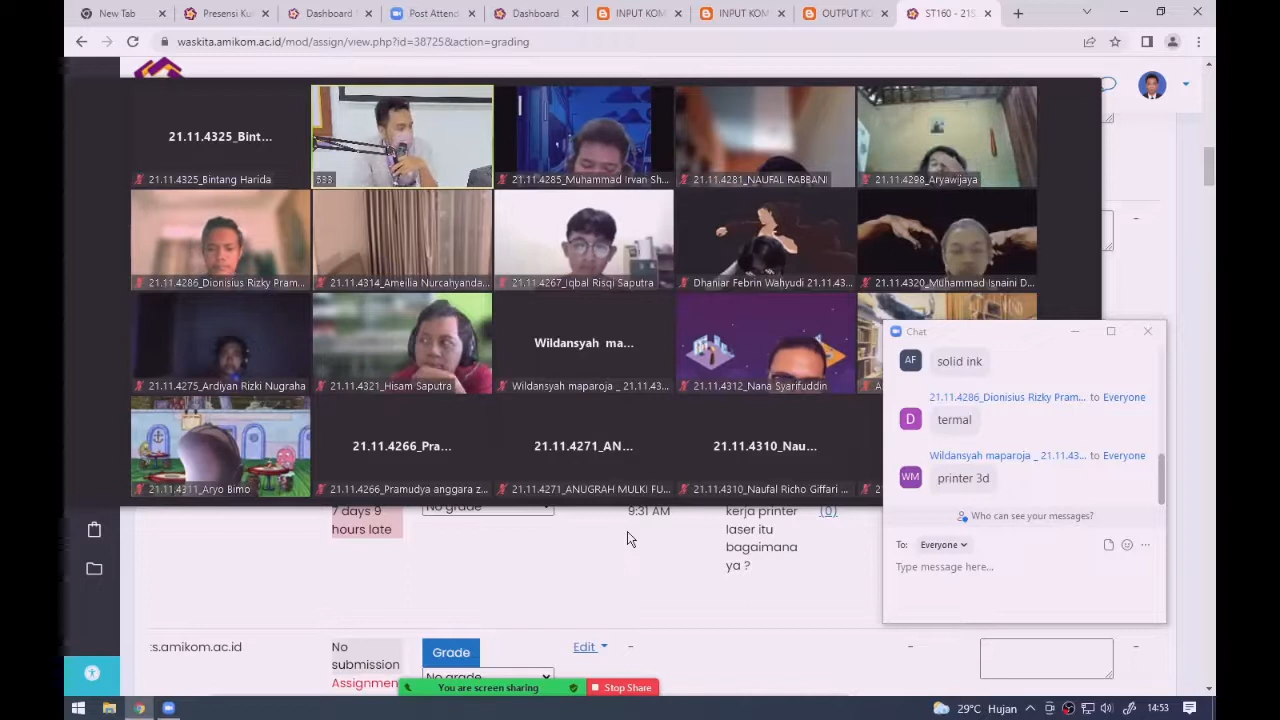 New Tab
Presensi Ku
Dashboard
Post Attend
Dashboard
INPUT KOM
INPUT KOM
OUTPUT KO
ST160 - 21S
waskita.amikom.ac.id/mod/assign/view.php?id=38725&action=grading
21.11.4325_Bint...
21.11.4325_Bintang Harida
533
21.11.4285_Muhammad Irvan Sh...
21.11.4281_NAUFAL RABBANI
21.11.4298_Aryawijaya
21.11.4286_Dionisius Rizky Pram...
21.11.4314_Ameilia Nurcahyanda...
21.11.4267_Iqbal Risqi Saputra
Dhaniar Febrin Wahyudi 21.11.43...
21.11.4320_Muhammad Isnaini D...
21.11.4275_Ardiyan Rizki Nugraha
21.11.4321_Hisam Saputra
Wildansyah ma...
Wildansyah maparoja _ 21.11.43...
21.11.4312_Nana Syarifuddin
21.11.4311_Aryo Bimo
21.11.4266_Pra...
21.11.4266_Pramudya anggara z...
21.11.4271_AN...
21.11.4271_ANUGRAH MULKI FU...
21.11.4310_Nau...
21.11.4310_Naufal Richo Giffari ...
Chat
AF
solid ink
21.11.4286_Dionisius Rizky Pram... to Everyone
D
termal
Wildansyah maparoja _ 21.11.43... to Everyone
WM
printer 3d
Who can see your messages?
To: Everyone
Type message here...
7 days 9
hours late
No grade
9:31 AM
kerja printer
laser itu
bagaimana
ya ?
(0)
-
ts.amikom.ac.id
No
submission
Assignmen
Grade
No grade
Edit
-
-
-
You are screen sharing
Stop Share
29°C Hujan
14:53